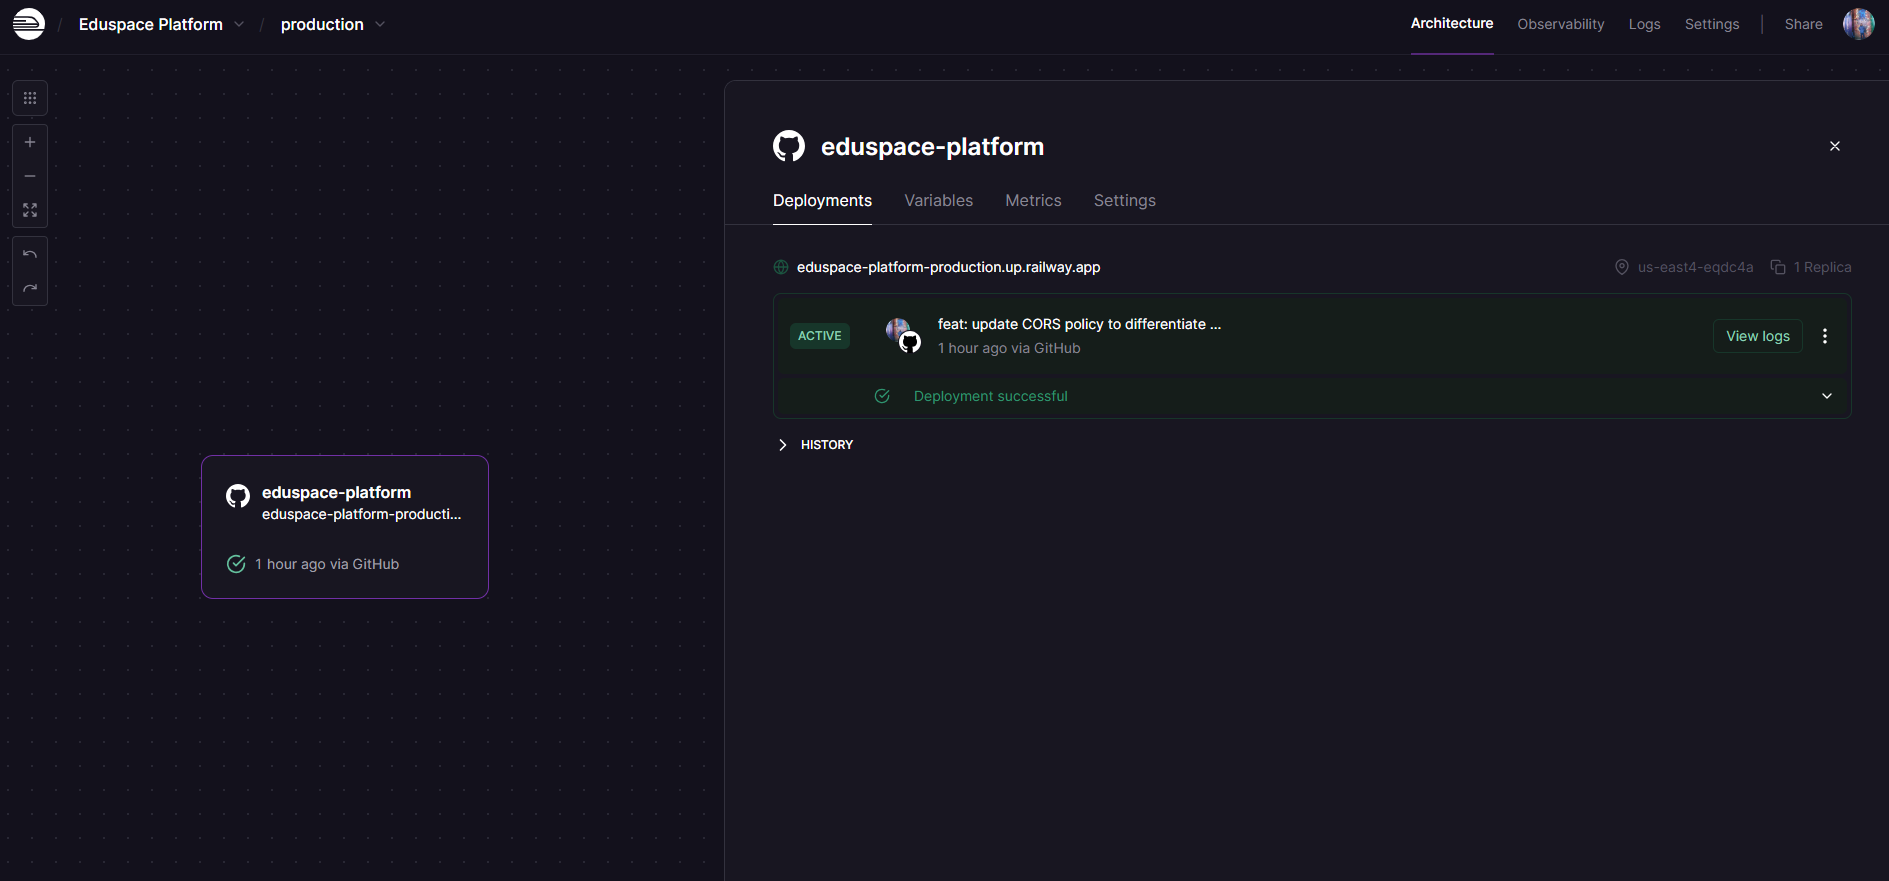 / Eduspace Platform / production
Architecture Observability Logs Settings | Share
eduspace-platform
Deployments Variables Metrics Settings
eduspace-platform-production.up.railway.app us-east4-eqdc4a 1 Replica
ACTIVE feat: update CORS policy to differentiate ... View logs
1 hour ago via GitHub
Deployment successful
HISTORY
eduspace-platform
eduspace-platform-producti...
1 hour ago via GitHub